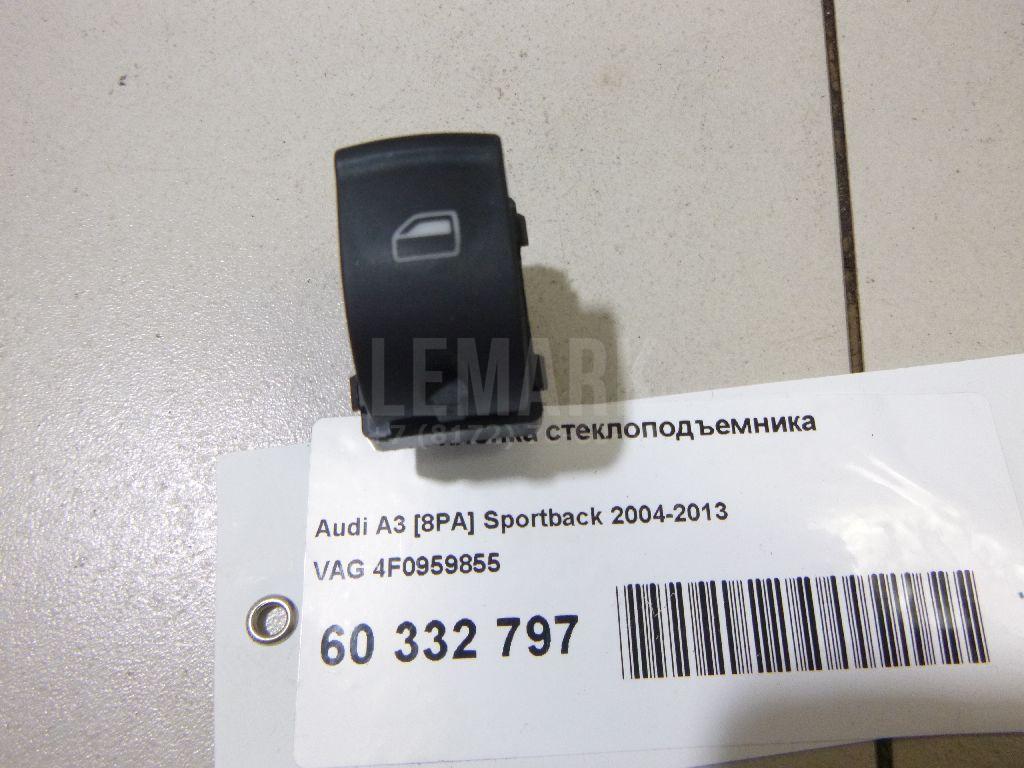 LEMARK
стеклоподъемника
Audi A3 [8PA] Sportback 2004-2013
VAG 4F0959855
60 332 797